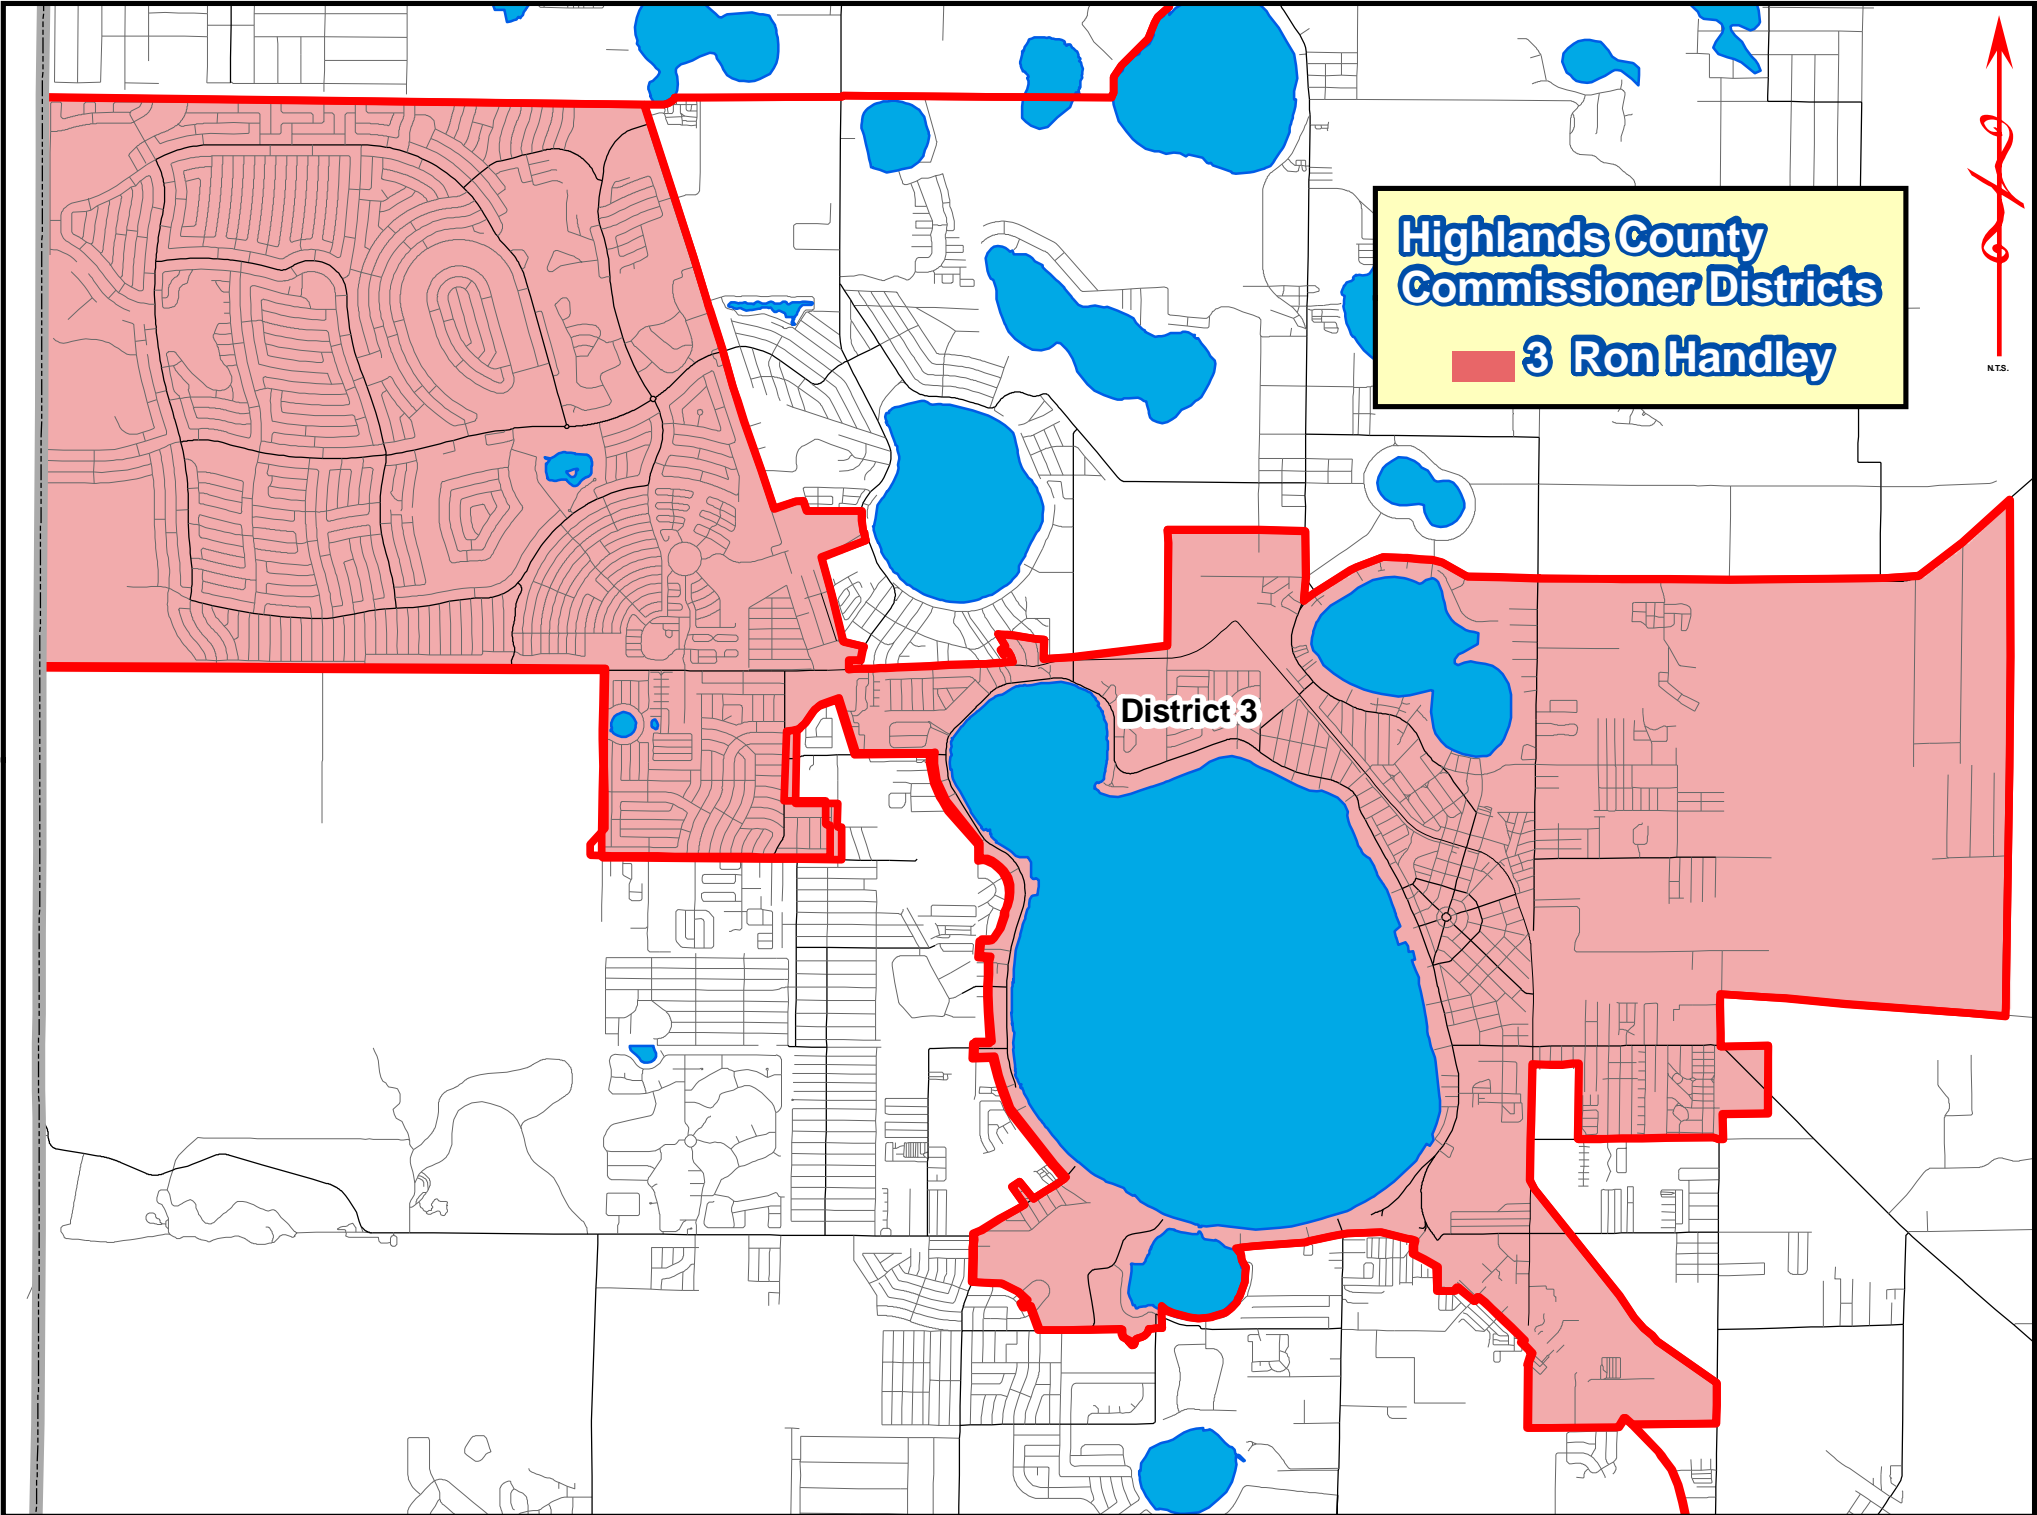 Highlands County
Commissioner Districts
3 Ron Handley
N.T.S.
District 3